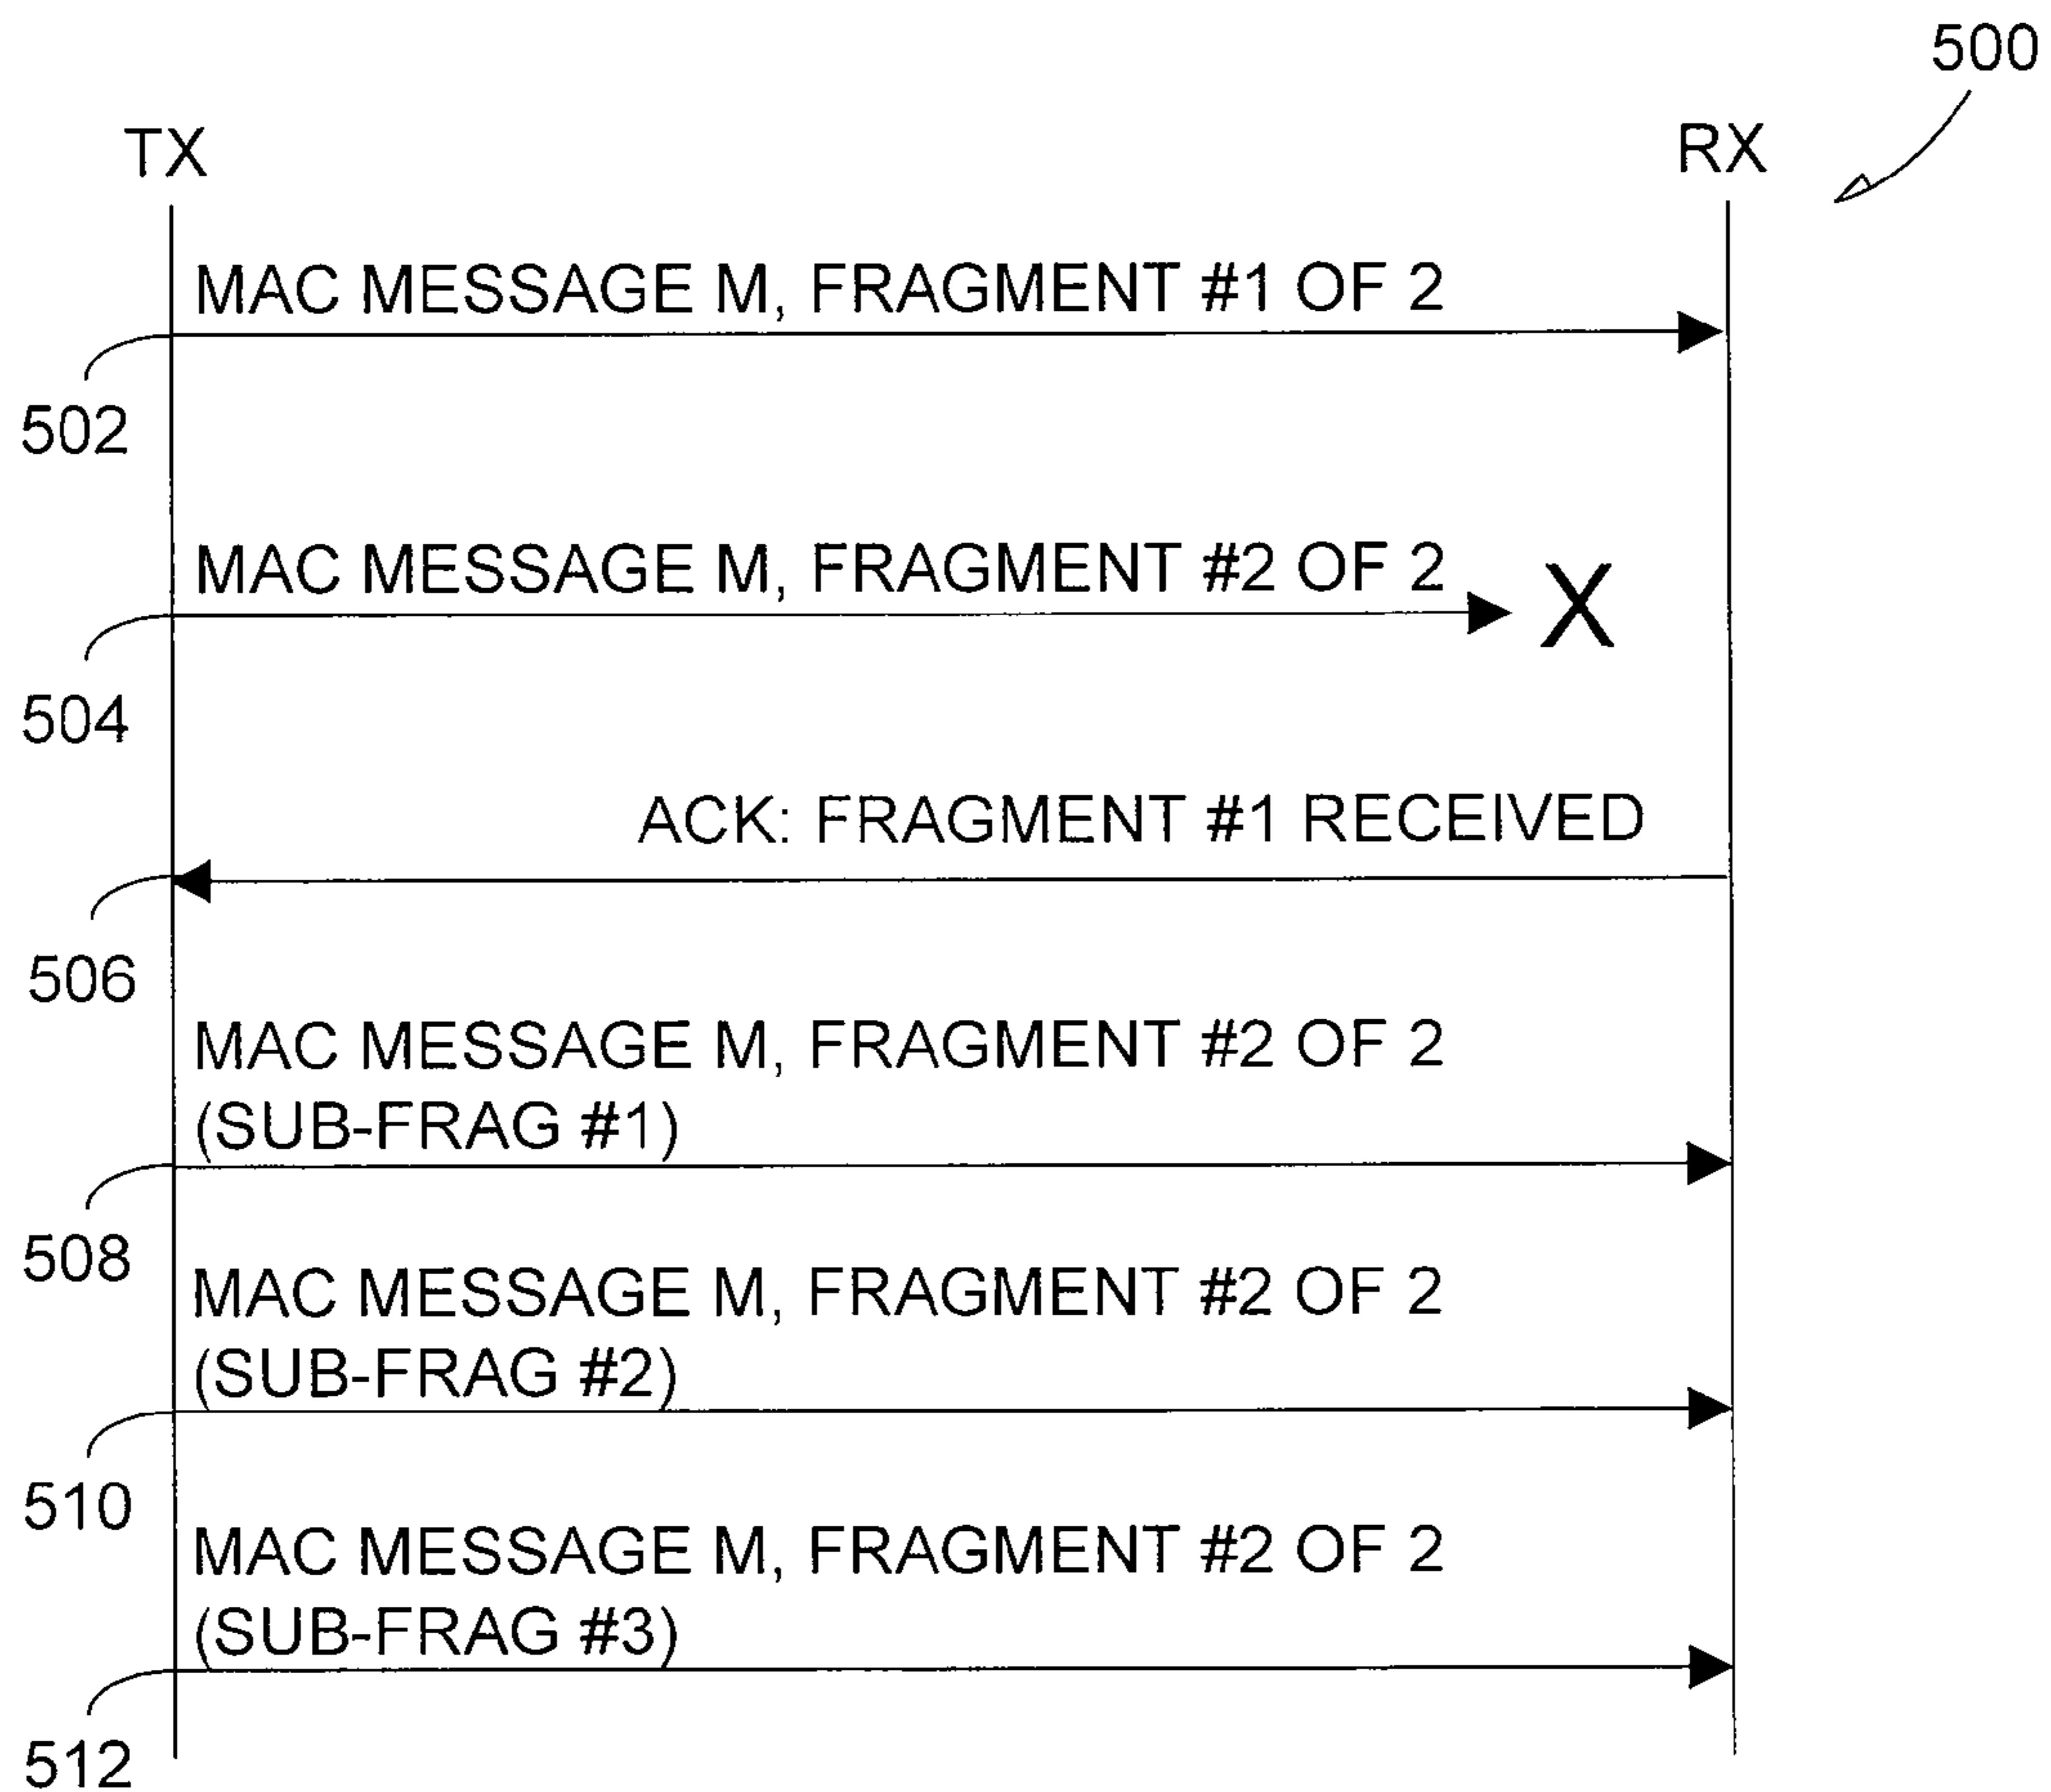 500
TX
RX
MAC MESSAGE M, FRAGMENT #1 OF 2
502
MAC MESSAGE M, FRAGMENT #2 OF 2
X
504
ACK: FRAGMENT #1 RECEIVED
506
MAC MESSAGE M, FRAGMENT #2 OF 2
(SUB-FRAG #1)
508
MAC MESSAGE M, FRAGMENT #2 OF 2
(SUB-FRAG #2)
510
MAC MESSAGE M, FRAGMENT #2 OF 2
(SUB-FRAG #3)
512